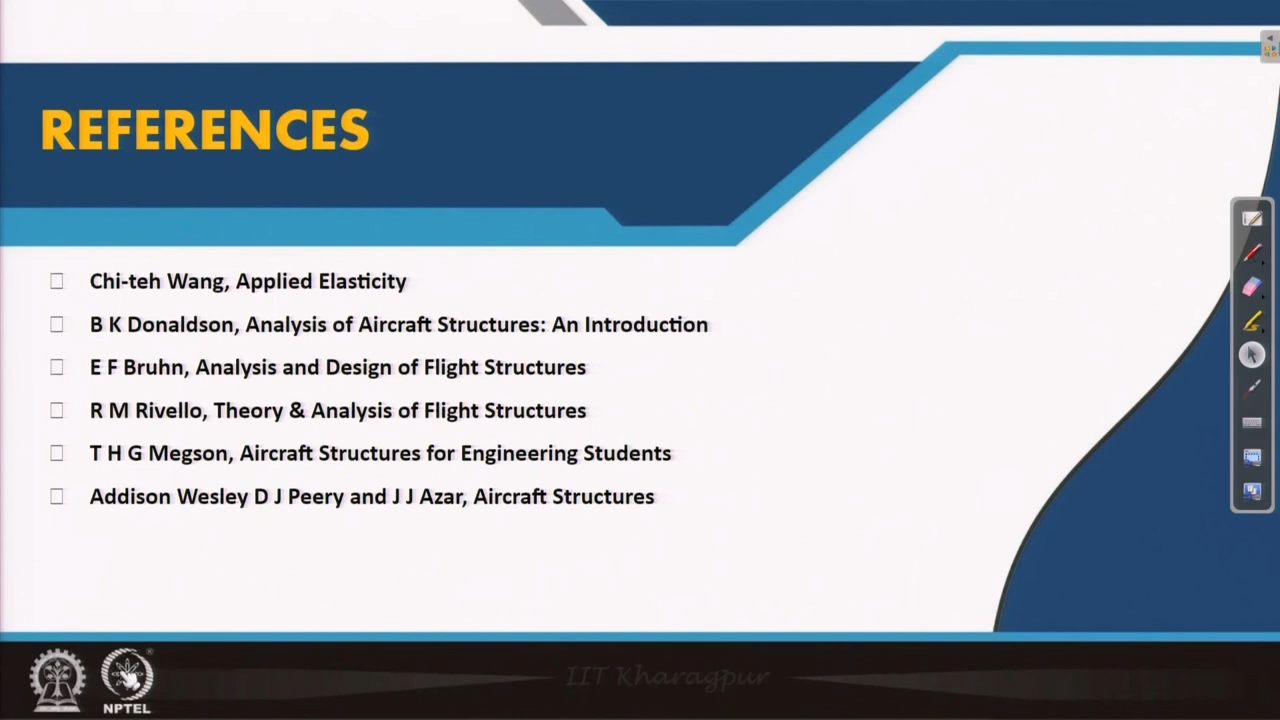 REFERENCES
Chi-teh Wang, Applied Elasticity
B K Donaldson, Analysis of Aircraft Structures: An Introduction
E F Bruhn, Analysis and Design of Flight Structures
R M Rivello, Theory & Analysis of Flight Structures
T H G Megson, Aircraft Structures for Engineering Students
Addison Wesley D J Peery and J J Azar, Aircraft Structures
IIT Kharagpur
NPTEL